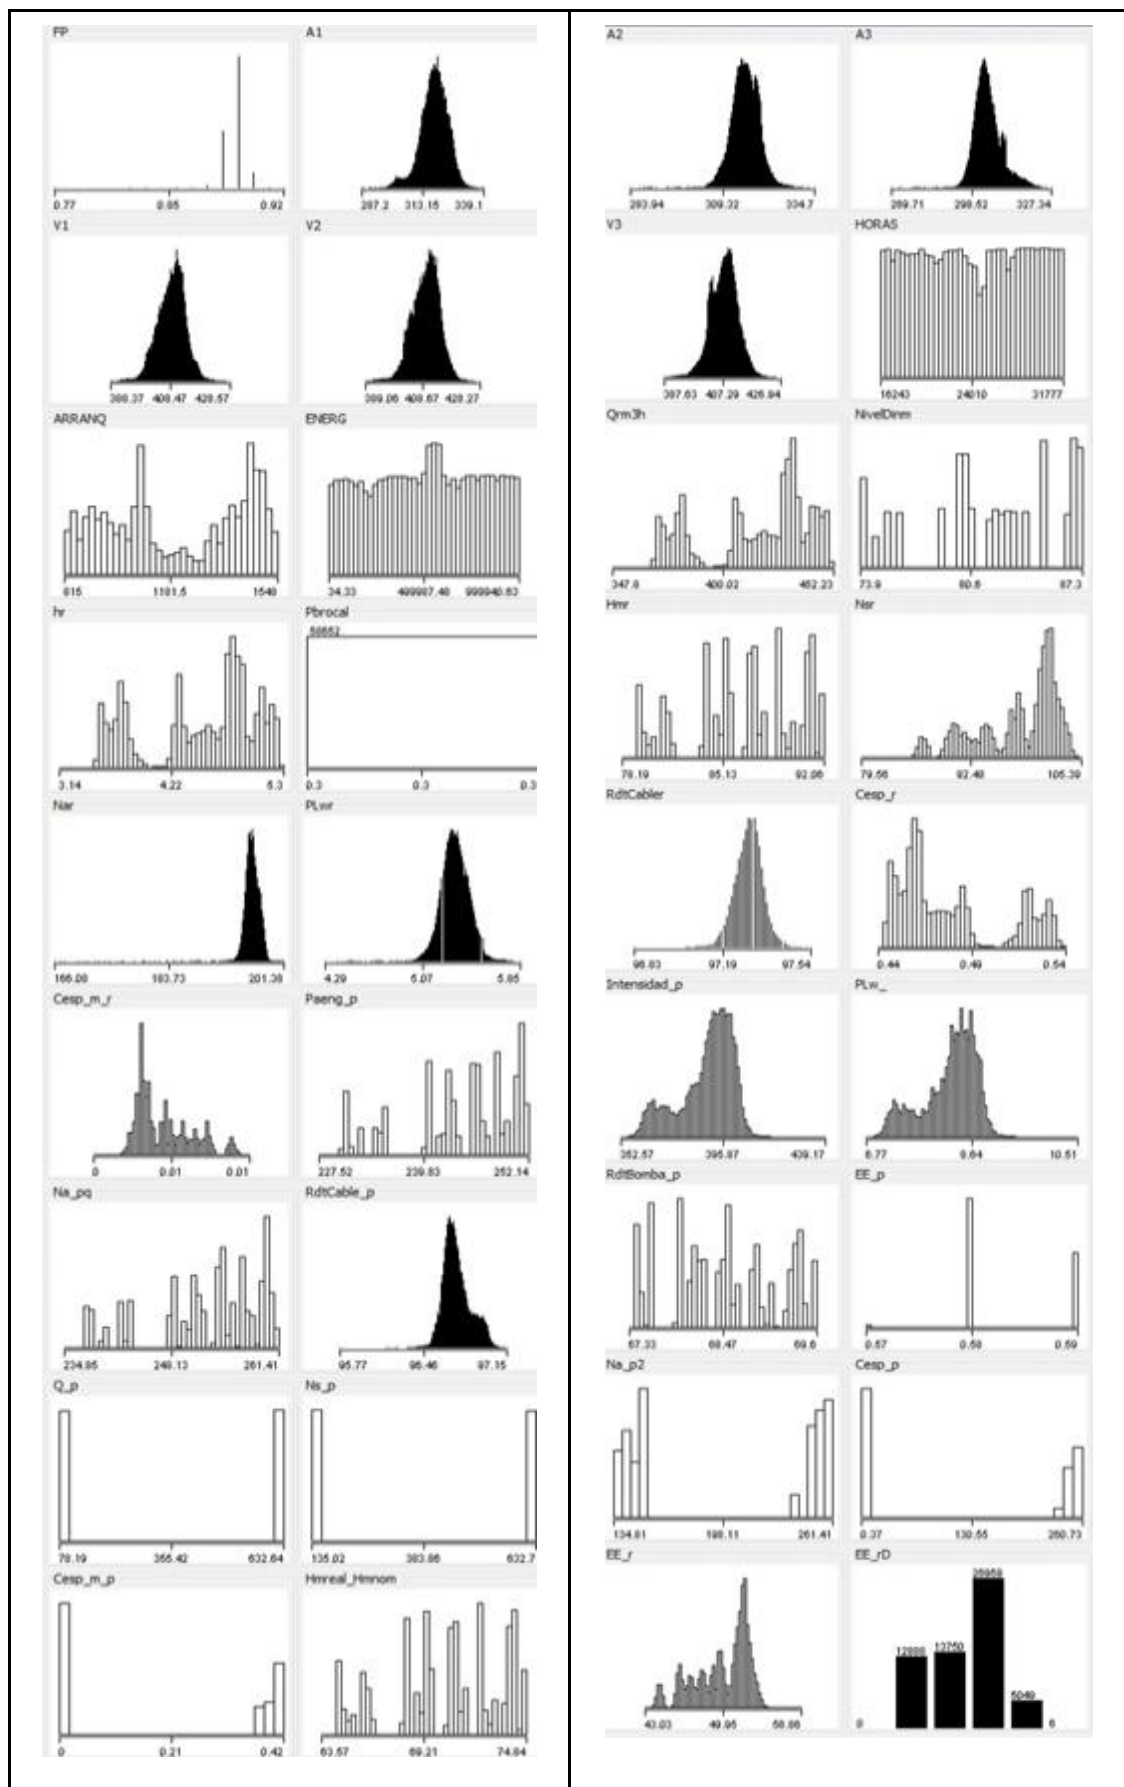 FP
0.77 0.85 0.92
A1
287.2 313.15 339.1
V1
388.37 408.47 428.57
V2
389.06 408.67 428.27
ARRANQ
815 1181.5 1548
ENERG
34.33 499987.48 999940.63
hr
3.14 4.22 5.3
Pbrocal
58652
0.3 0.3 0.3
Nar
166.08 183.73 201.38
PLwr
4.29 5.07 5.85
Cesp_m_r
0 0.01 0.01
Paeng_p
227.52 239.83 252.14
Na_pq
234.85 248.13 261.41
RdtCable_p
95.77 96.46 97.15
Q_p
78.19 355.42 632.64
Ns_p
135.02 383.86 632.7
Cesp_m_p
0 0.21 0.42
Hmreal_Hmnom
63.57 69.21 74.84
A2
283.94 309.32 334.7
A3
269.71 298.52 327.34
V3
387.63 407.29 426.94
HORAS
16243 24010 31777
Qrm3h
347.8 400.02 452.23
NivelDinm
73.9 80.6 87.3
Hmr
78.19 85.13 92.06
Nsr
79.56 92.48 105.39
RdtCabler
96.83 97.19 97.54
Cesp_r
0.44 0.49 0.54
Intensidad_p
352.57 395.87 439.17
PLw_
8.77 9.64 10.51
RdtBomba_p
67.33 68.47 69.6
EE_p
0.57 0.58 0.59
Na_p2
134.81 198.11 261.41
Cesp_p
0.37 130.55 260.73
EE_r
43.03 49.95 56.86
EE_rD
0 13750 5049 6